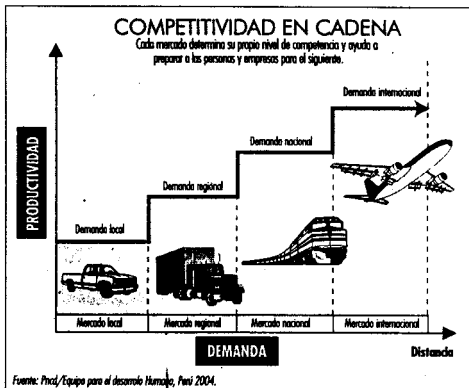 COMPETITIVIDAD EN CADENA
Cada mercado determina su propio nivel de competencia y ayuda a
preparar a las personas y empresas para el siguiente.
Demanda internacional
Demanda nacional
Demanda regional
Demanda local
PRODUCTIVIDAD
Mercado local
Mercado regional
Mercado nacional
Mercado internacional
DEMANDA
Distancia
Fuente: Pnud/Equipo para el desarrollo Humano, Perú 2004.